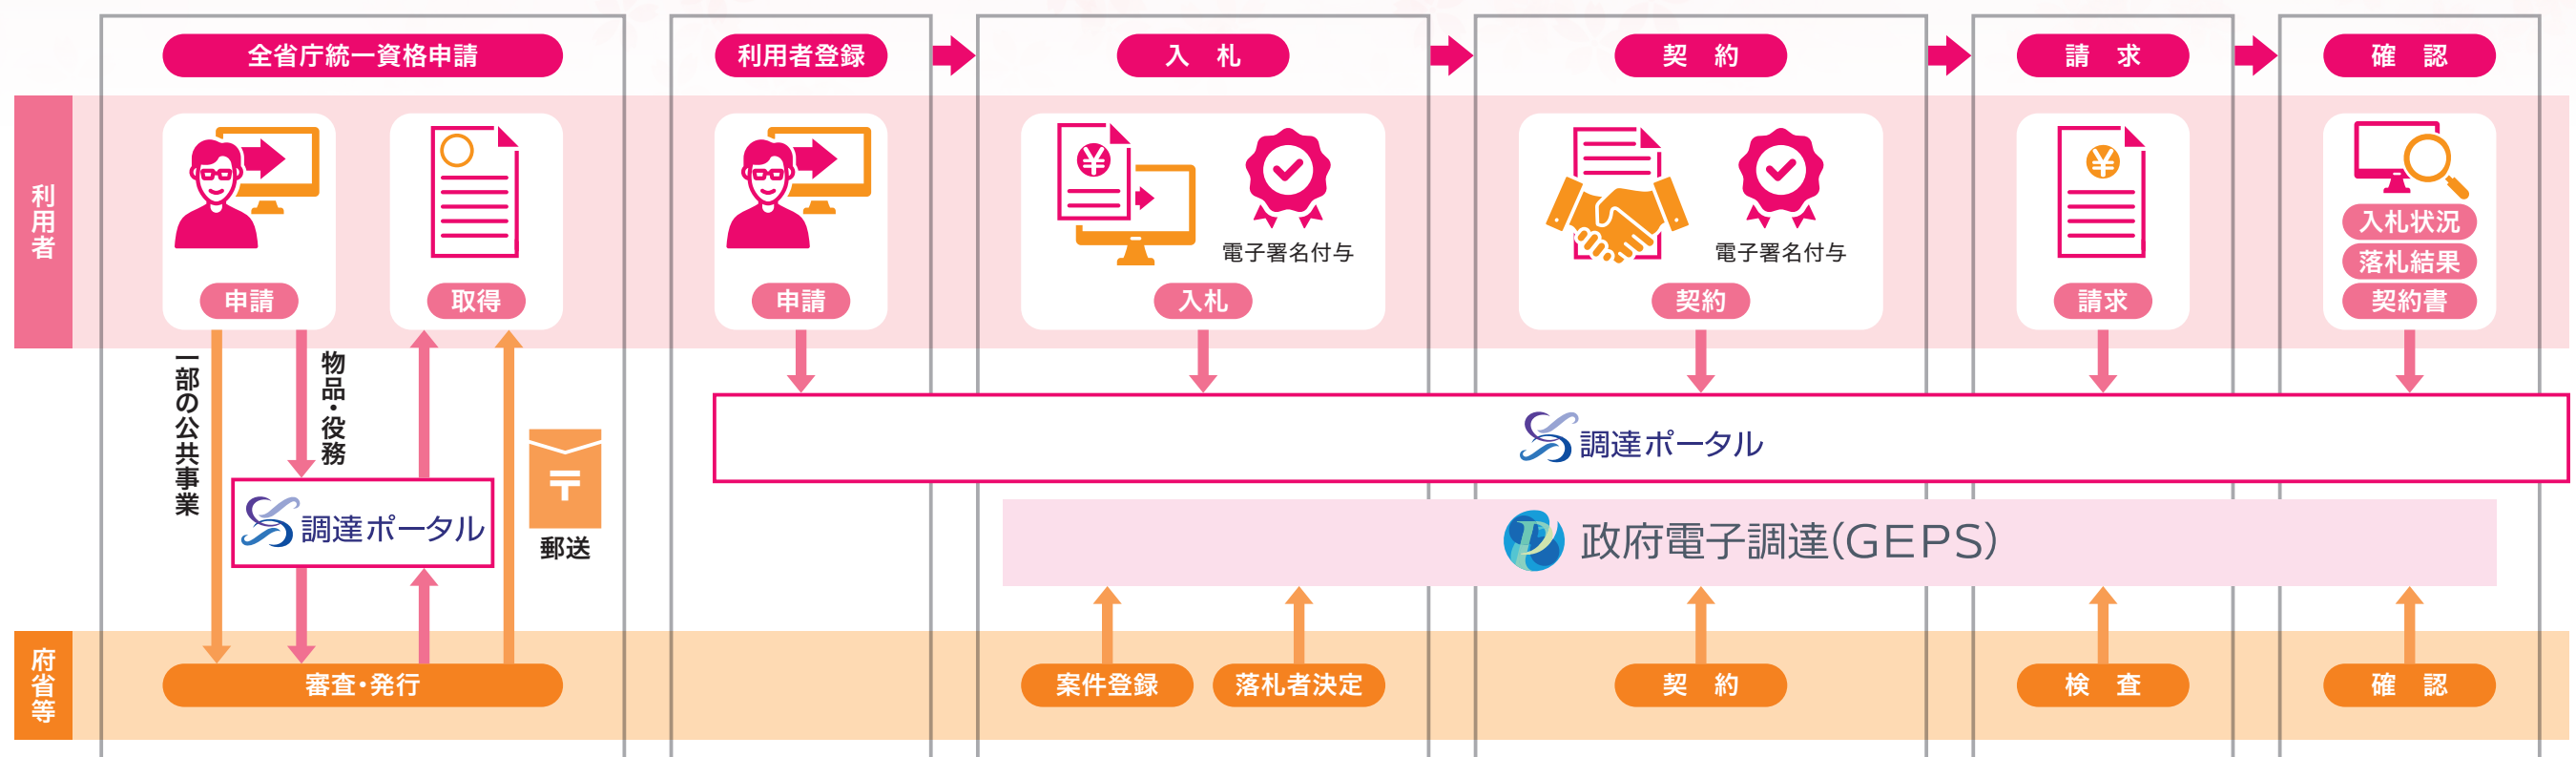 全省庁統一資格申請
利用者登録
入　札
契　約
請　求
確　認
利用者
申請
取得
申請
¥
電子署名付与
入札
電子署名付与
契約
¥
請求
入札状況
落札結果
契約書
一部の公共事業
物品・役務
調達ポータル
〒
郵送
調達ポータル
政府電子調達(GEPS)
府省等
審査・発行
案件登録
落札者決定
契　約
検　査
確　認